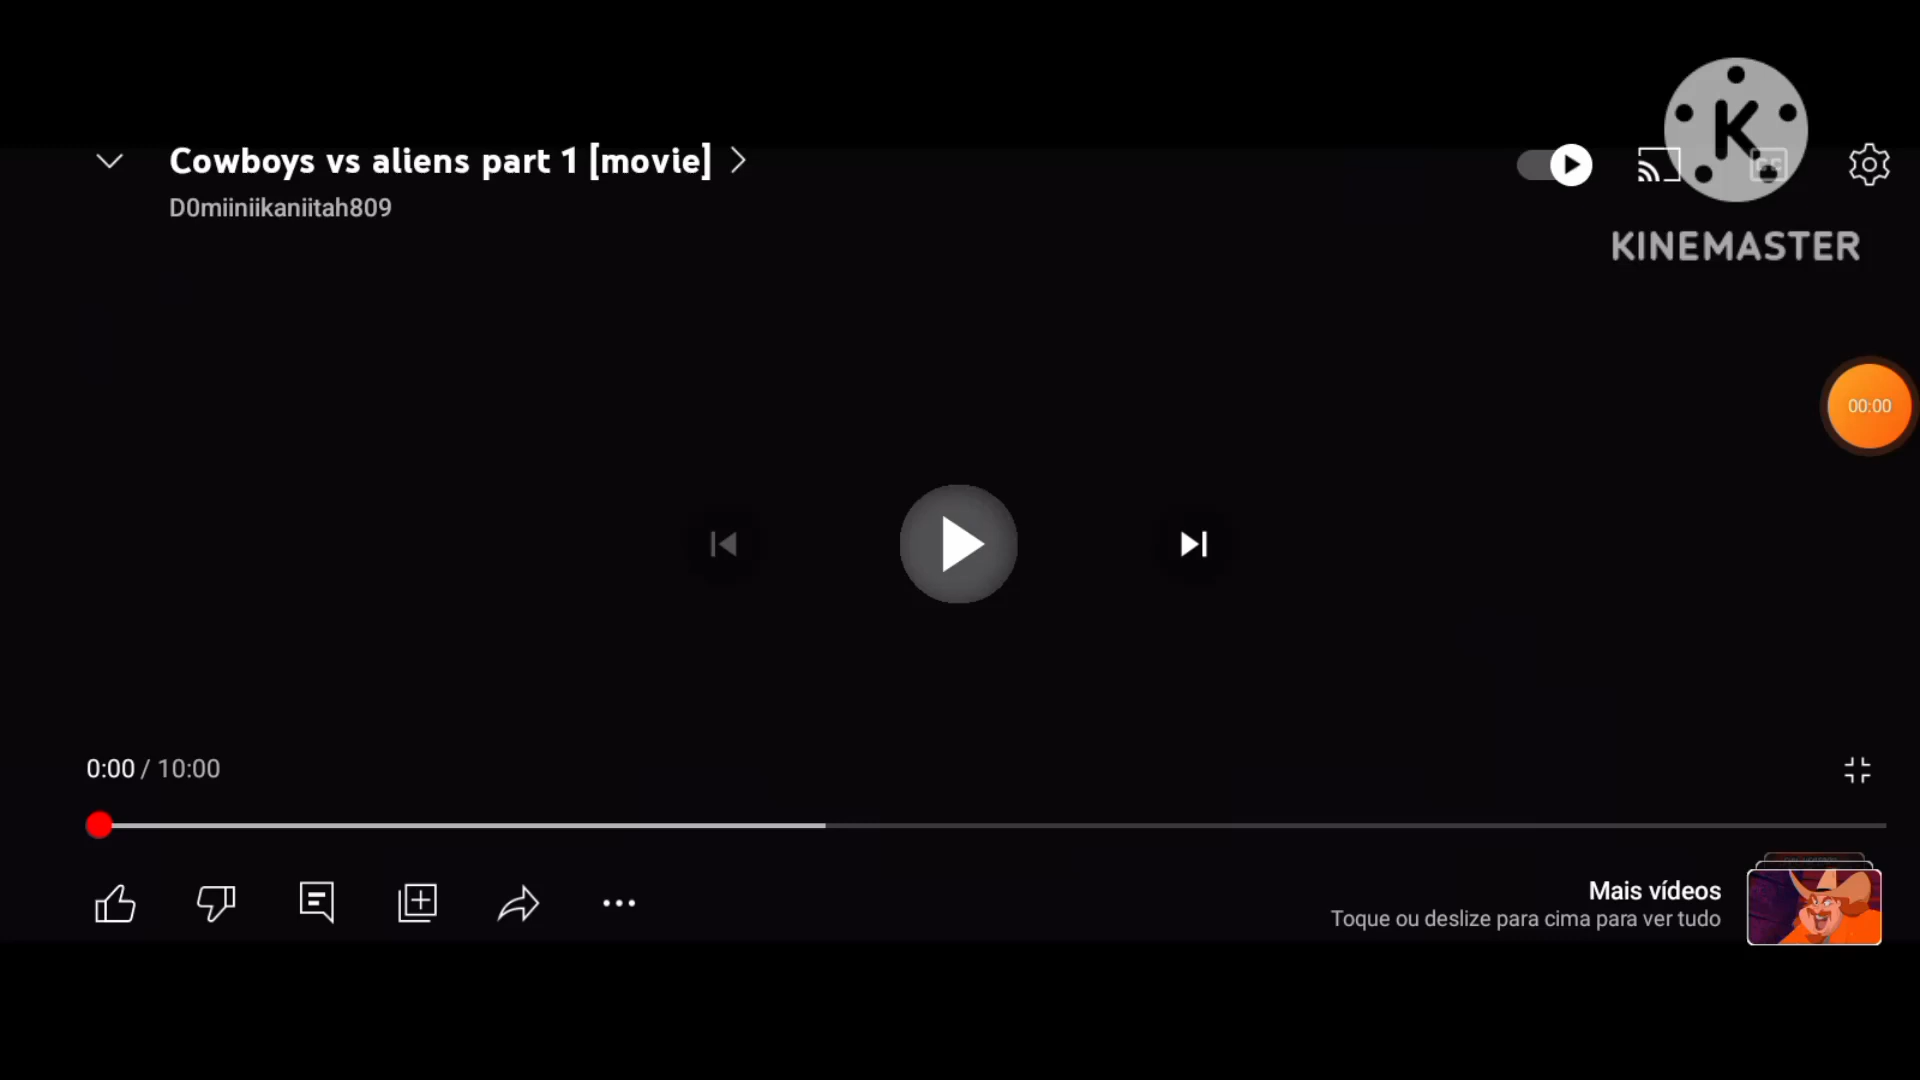 Cowboys vs aliens part 1 [movie]
D0miiniikaniitah809
K
KINEMASTER
00:00
0:00 / 10:00
Mais vídeos
Toque ou deslize para cima para ver tudo